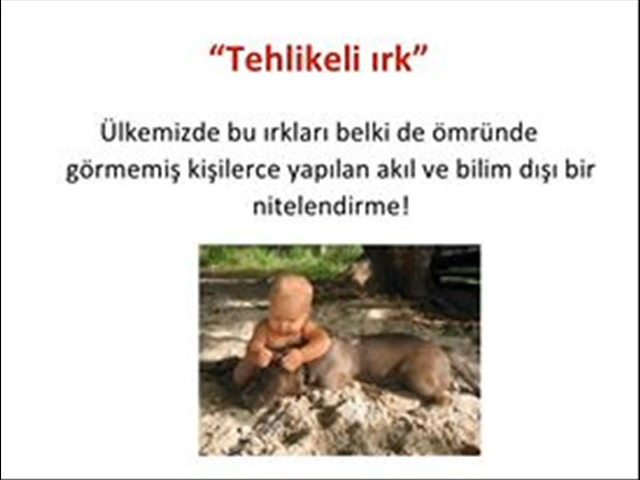 “Tehlikeli ırk”
Ülkemizde bu ırkları belki de ömründe
görmemiş kişilerce yapılan akıl ve bilim dışı bir
nitelendirme!